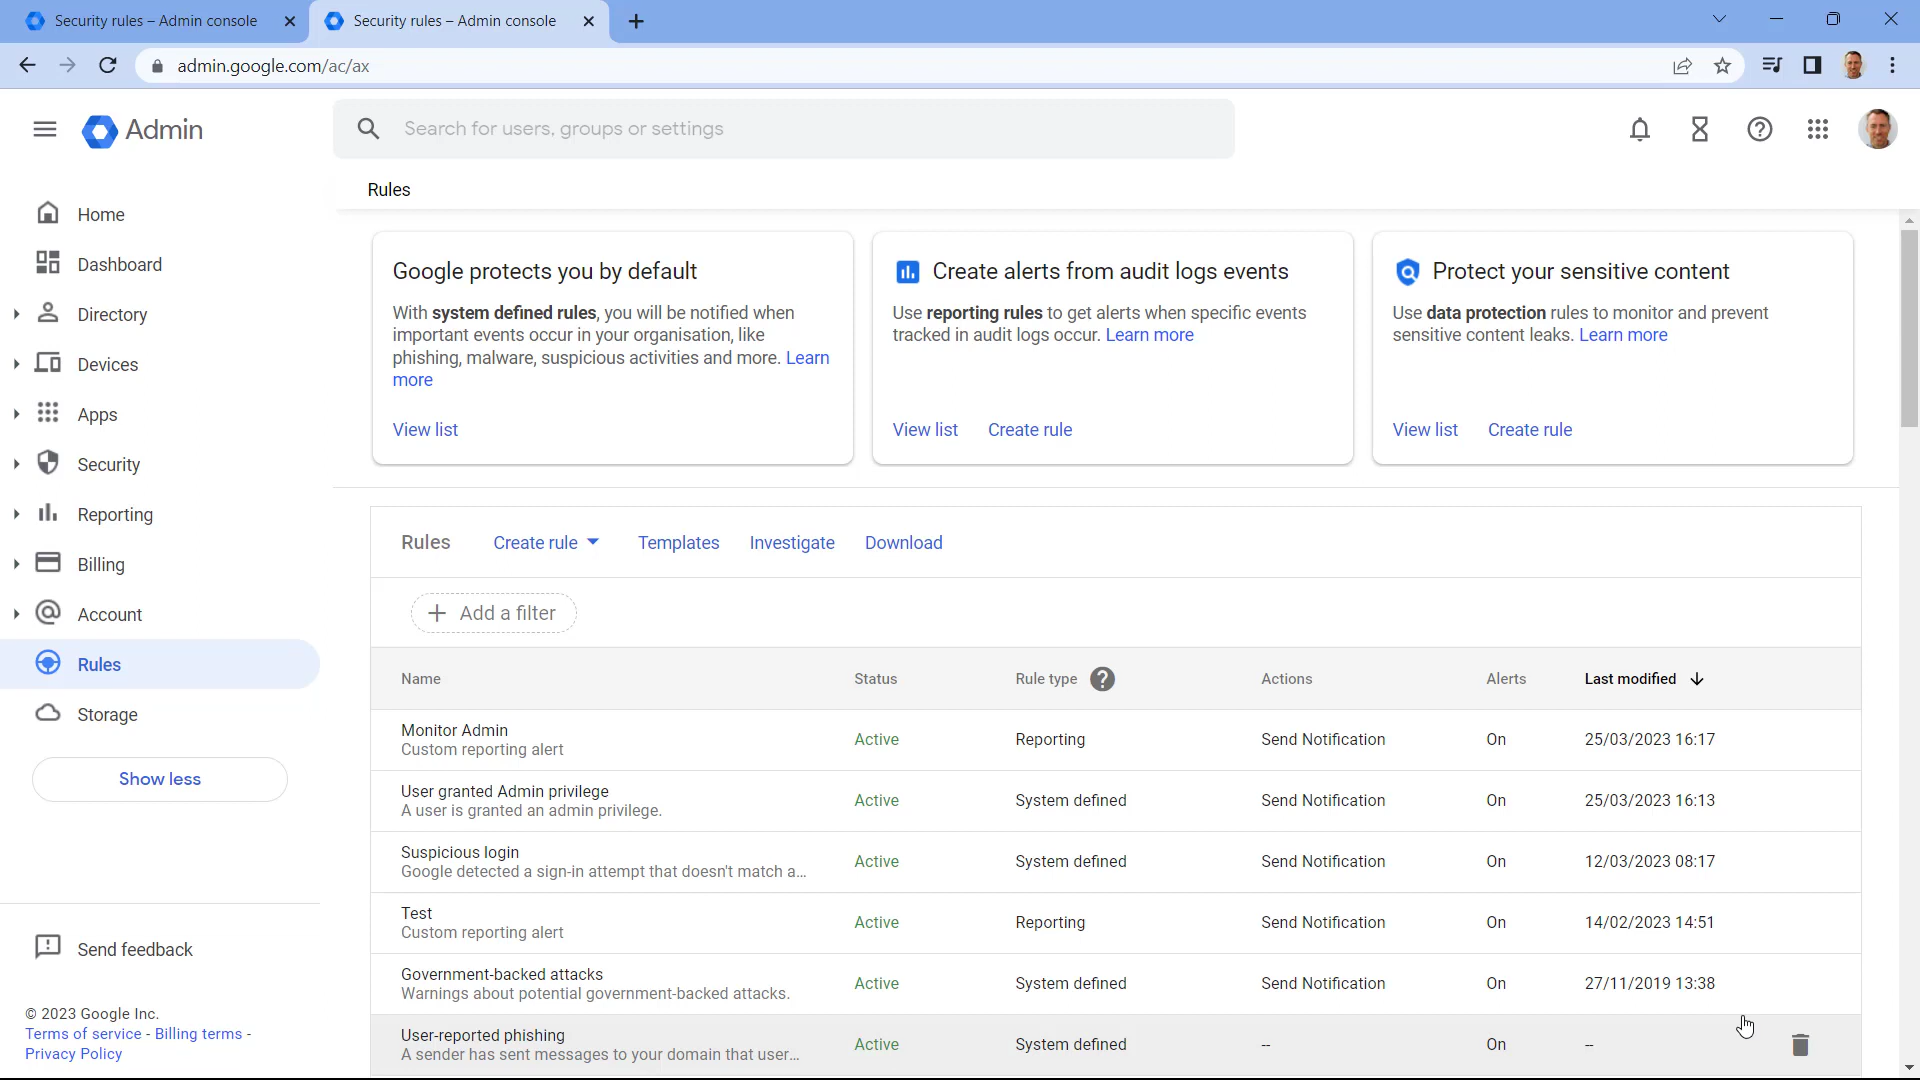 Security rules – Admin console
Security rules – Admin console
admin.google.com/ac/ax
Admin
Search for users, groups or settings
Rules
Home
Dashboard
Directory
Devices
Apps
Security
Reporting
Billing
Account
Rules
Storage
Show less
Send feedback
© 2023 Google Inc.
Terms of service - Billing terms -
Privacy Policy
Google protects you by default
With system defined rules, you will be notified when
important events occur in your organisation, like
phishing, malware, suspicious activities and more. Learn
more
View list
Create alerts from audit logs events
Use reporting rules to get alerts when specific events
tracked in audit logs occur. Learn more
View list Create rule
Protect your sensitive content
Use data protection rules to monitor and prevent
sensitive content leaks. Learn more
View list Create rule
Rules Create rule Templates Investigate Download
+ Add a filter
Name Status Rule type ? Actions Alerts Last modified
Monitor Admin
Custom reporting alert
Active Reporting Send Notification On 25/03/2023 16:17
User granted Admin privilege
A user is granted an admin privilege.
Active System defined Send Notification On 25/03/2023 16:13
Suspicious login
Google detected a sign-in attempt that doesn't match a...
Active System defined Send Notification On 12/03/2023 08:17
Test
Custom reporting alert
Active Reporting Send Notification On 14/02/2023 14:51
Government-backed attacks
Warnings about potential government-backed attacks.
Active System defined Send Notification On 27/11/2019 13:38
User-reported phishing
A sender has sent messages to your domain that user...
Active System defined -- On --